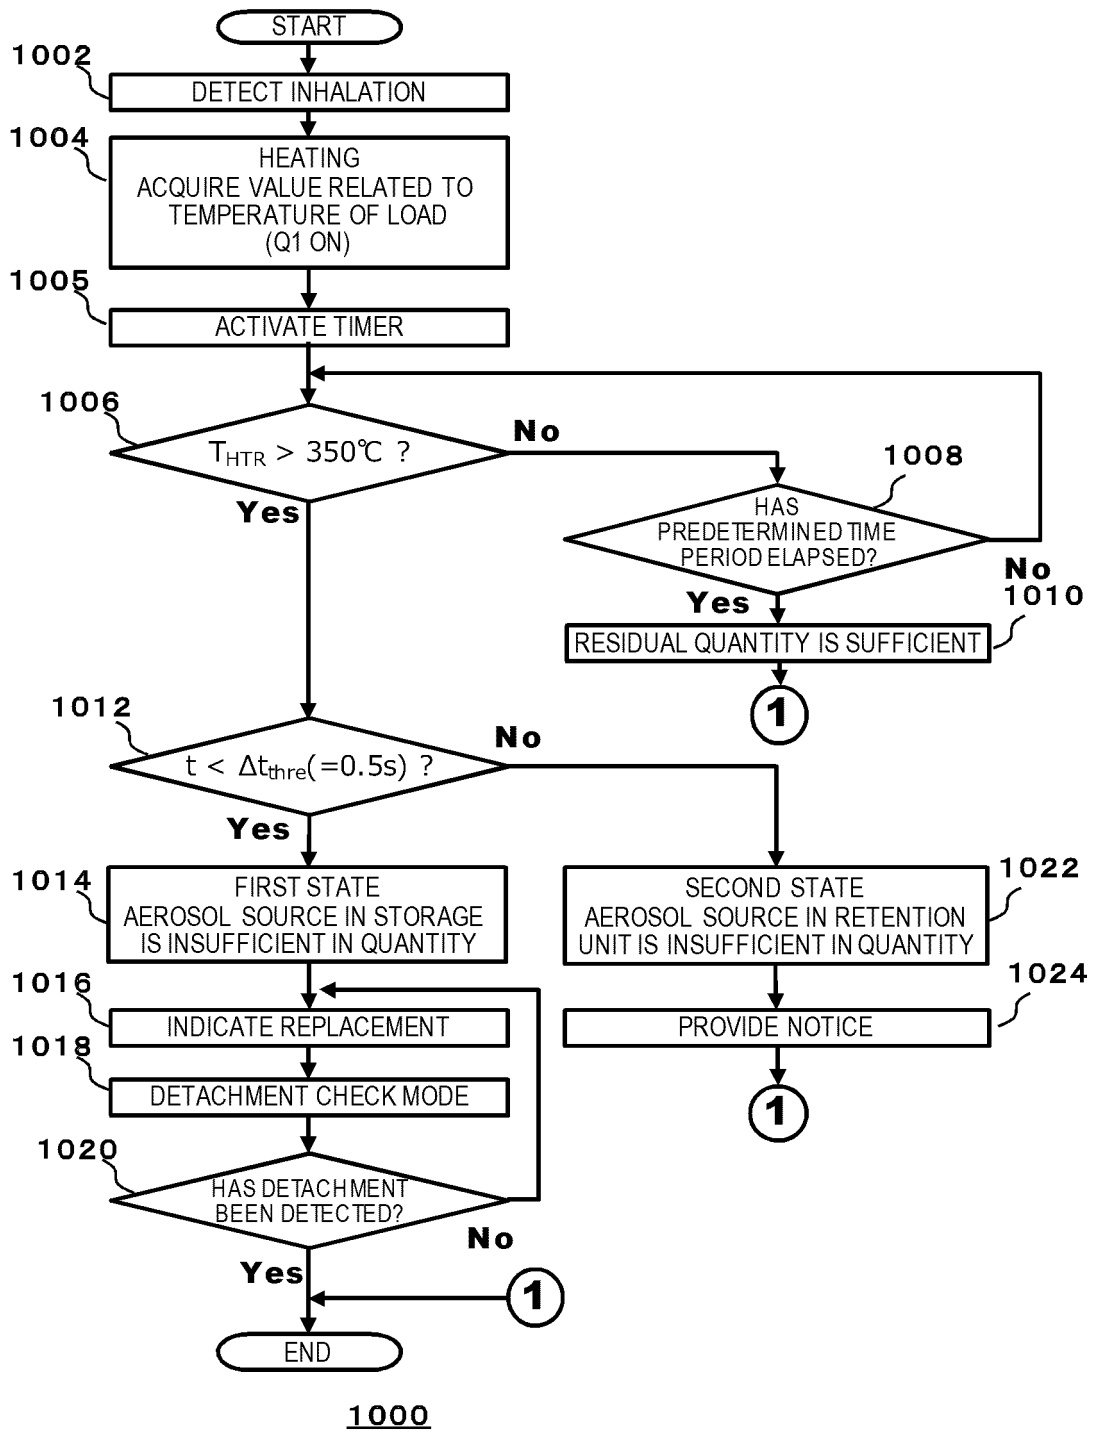 START
1002
DETECT INHALATION
1004
HEATING
ACQUIRE VALUE RELATED TO
TEMPERATURE OF LOAD
(Q1 ON)
1005
ACTIVATE TIMER
1006
THTR > 350℃ ?
No
Yes
1008
HAS
PREDETERMINED TIME
PERIOD ELAPSED?
No
Yes
1010
RESIDUAL QUANTITY IS SUFFICIENT
1
1012
t < Δtthre(=0.5s) ?
No
Yes
1014
FIRST STATE
AEROSOL SOURCE IN STORAGE
IS INSUFFICIENT IN QUANTITY
1022
SECOND STATE
AEROSOL SOURCE IN RETENTION
UNIT IS INSUFFICIENT IN QUANTITY
1016
INDICATE REPLACEMENT
1024
PROVIDE NOTICE
1
1018
DETACHMENT CHECK MODE
1020
HAS DETACHMENT
BEEN DETECTED?
No
Yes
1
END
1000